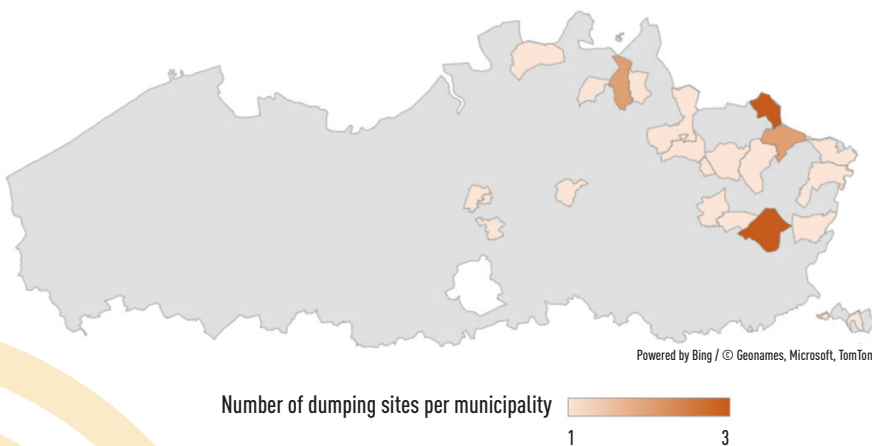 Powered by Bing / © Geonames, Microsoft, TomTom
Number of dumping sites per municipality
1 3